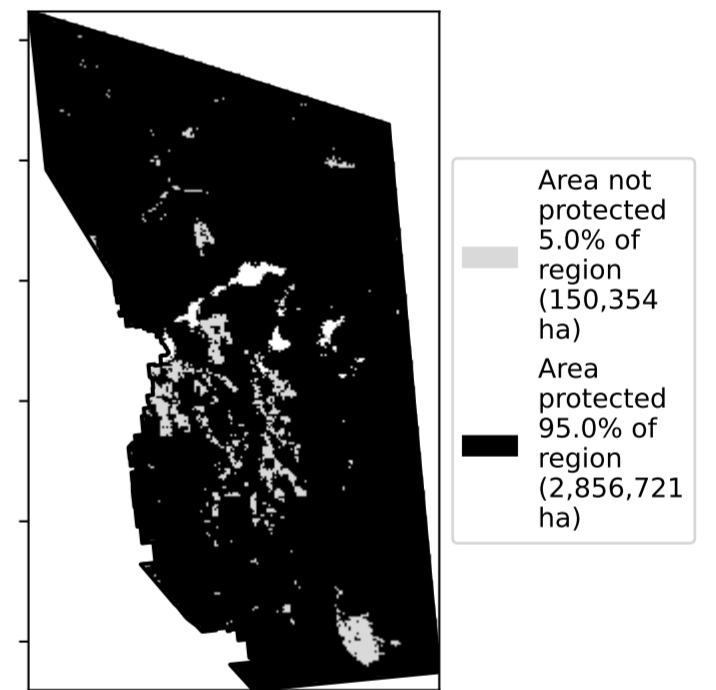 Area not
protected
5.0% of
region
(150,354
ha)
Area
protected
95.0% of
region
(2,856,721
ha)